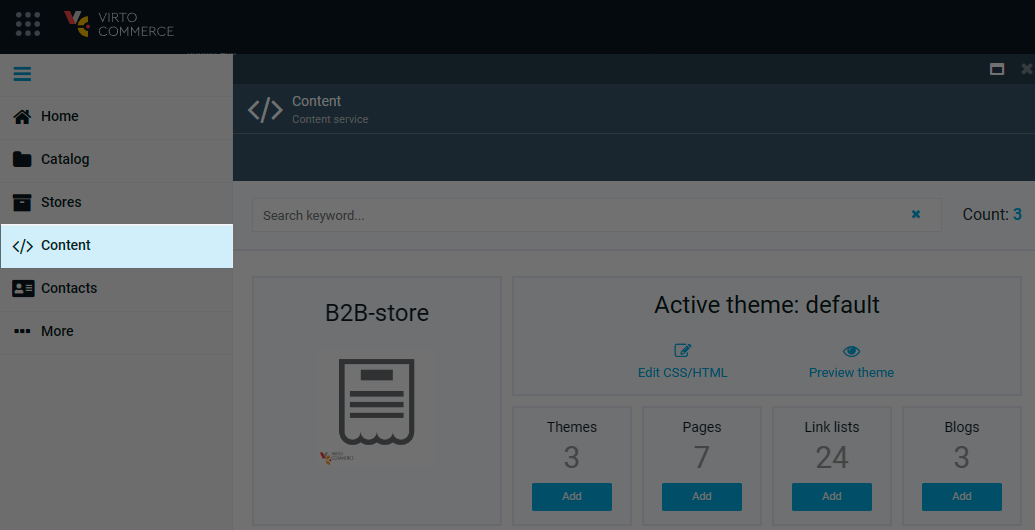 VIRTO
COMMERCE
Home
Catalog
Stores
Content
Contacts
More
Content
Content service
Search keyword...
Count: 3
B2B-store
VIRTO
COMMERCE
Active theme: default
Edit CSS/HTML
Preview theme
Themes
3
Add
Pages
7
Add
Link lists
24
Add
Blogs
3
Add